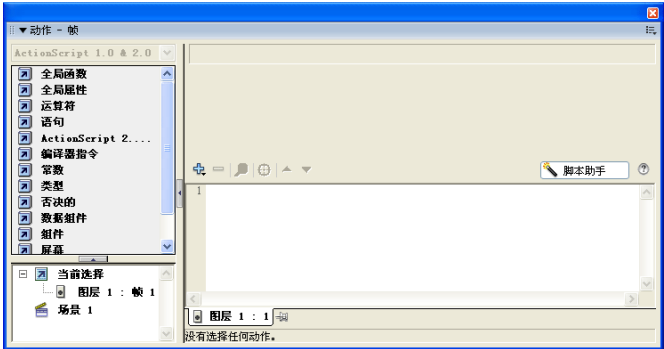 动作 - 帧
ActionScript 1.0 & 2.0
全局函数
全局属性
运算符
语句
ActionScript 2....
编译器指令
常数
类型
否决的
数据组件
组件
屏幕
当前选择
图层 1 : 帧 1
场景 1
脚本助手
1
图层 1 : 1
没有选择任何动作。